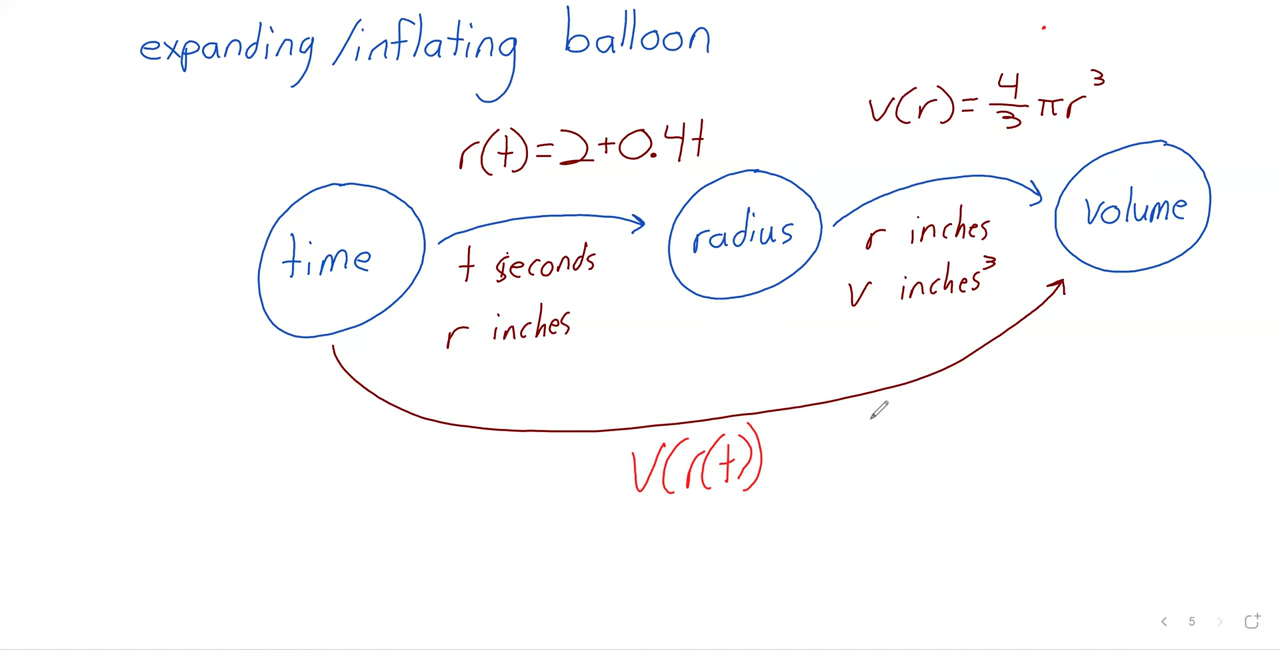 expanding/inflating balloon
v(r)=4/3 πr³
r(t)=2+0.4t
time
radius
volume
t seconds
r inches
r inches
v inches³
V(r(t))
5